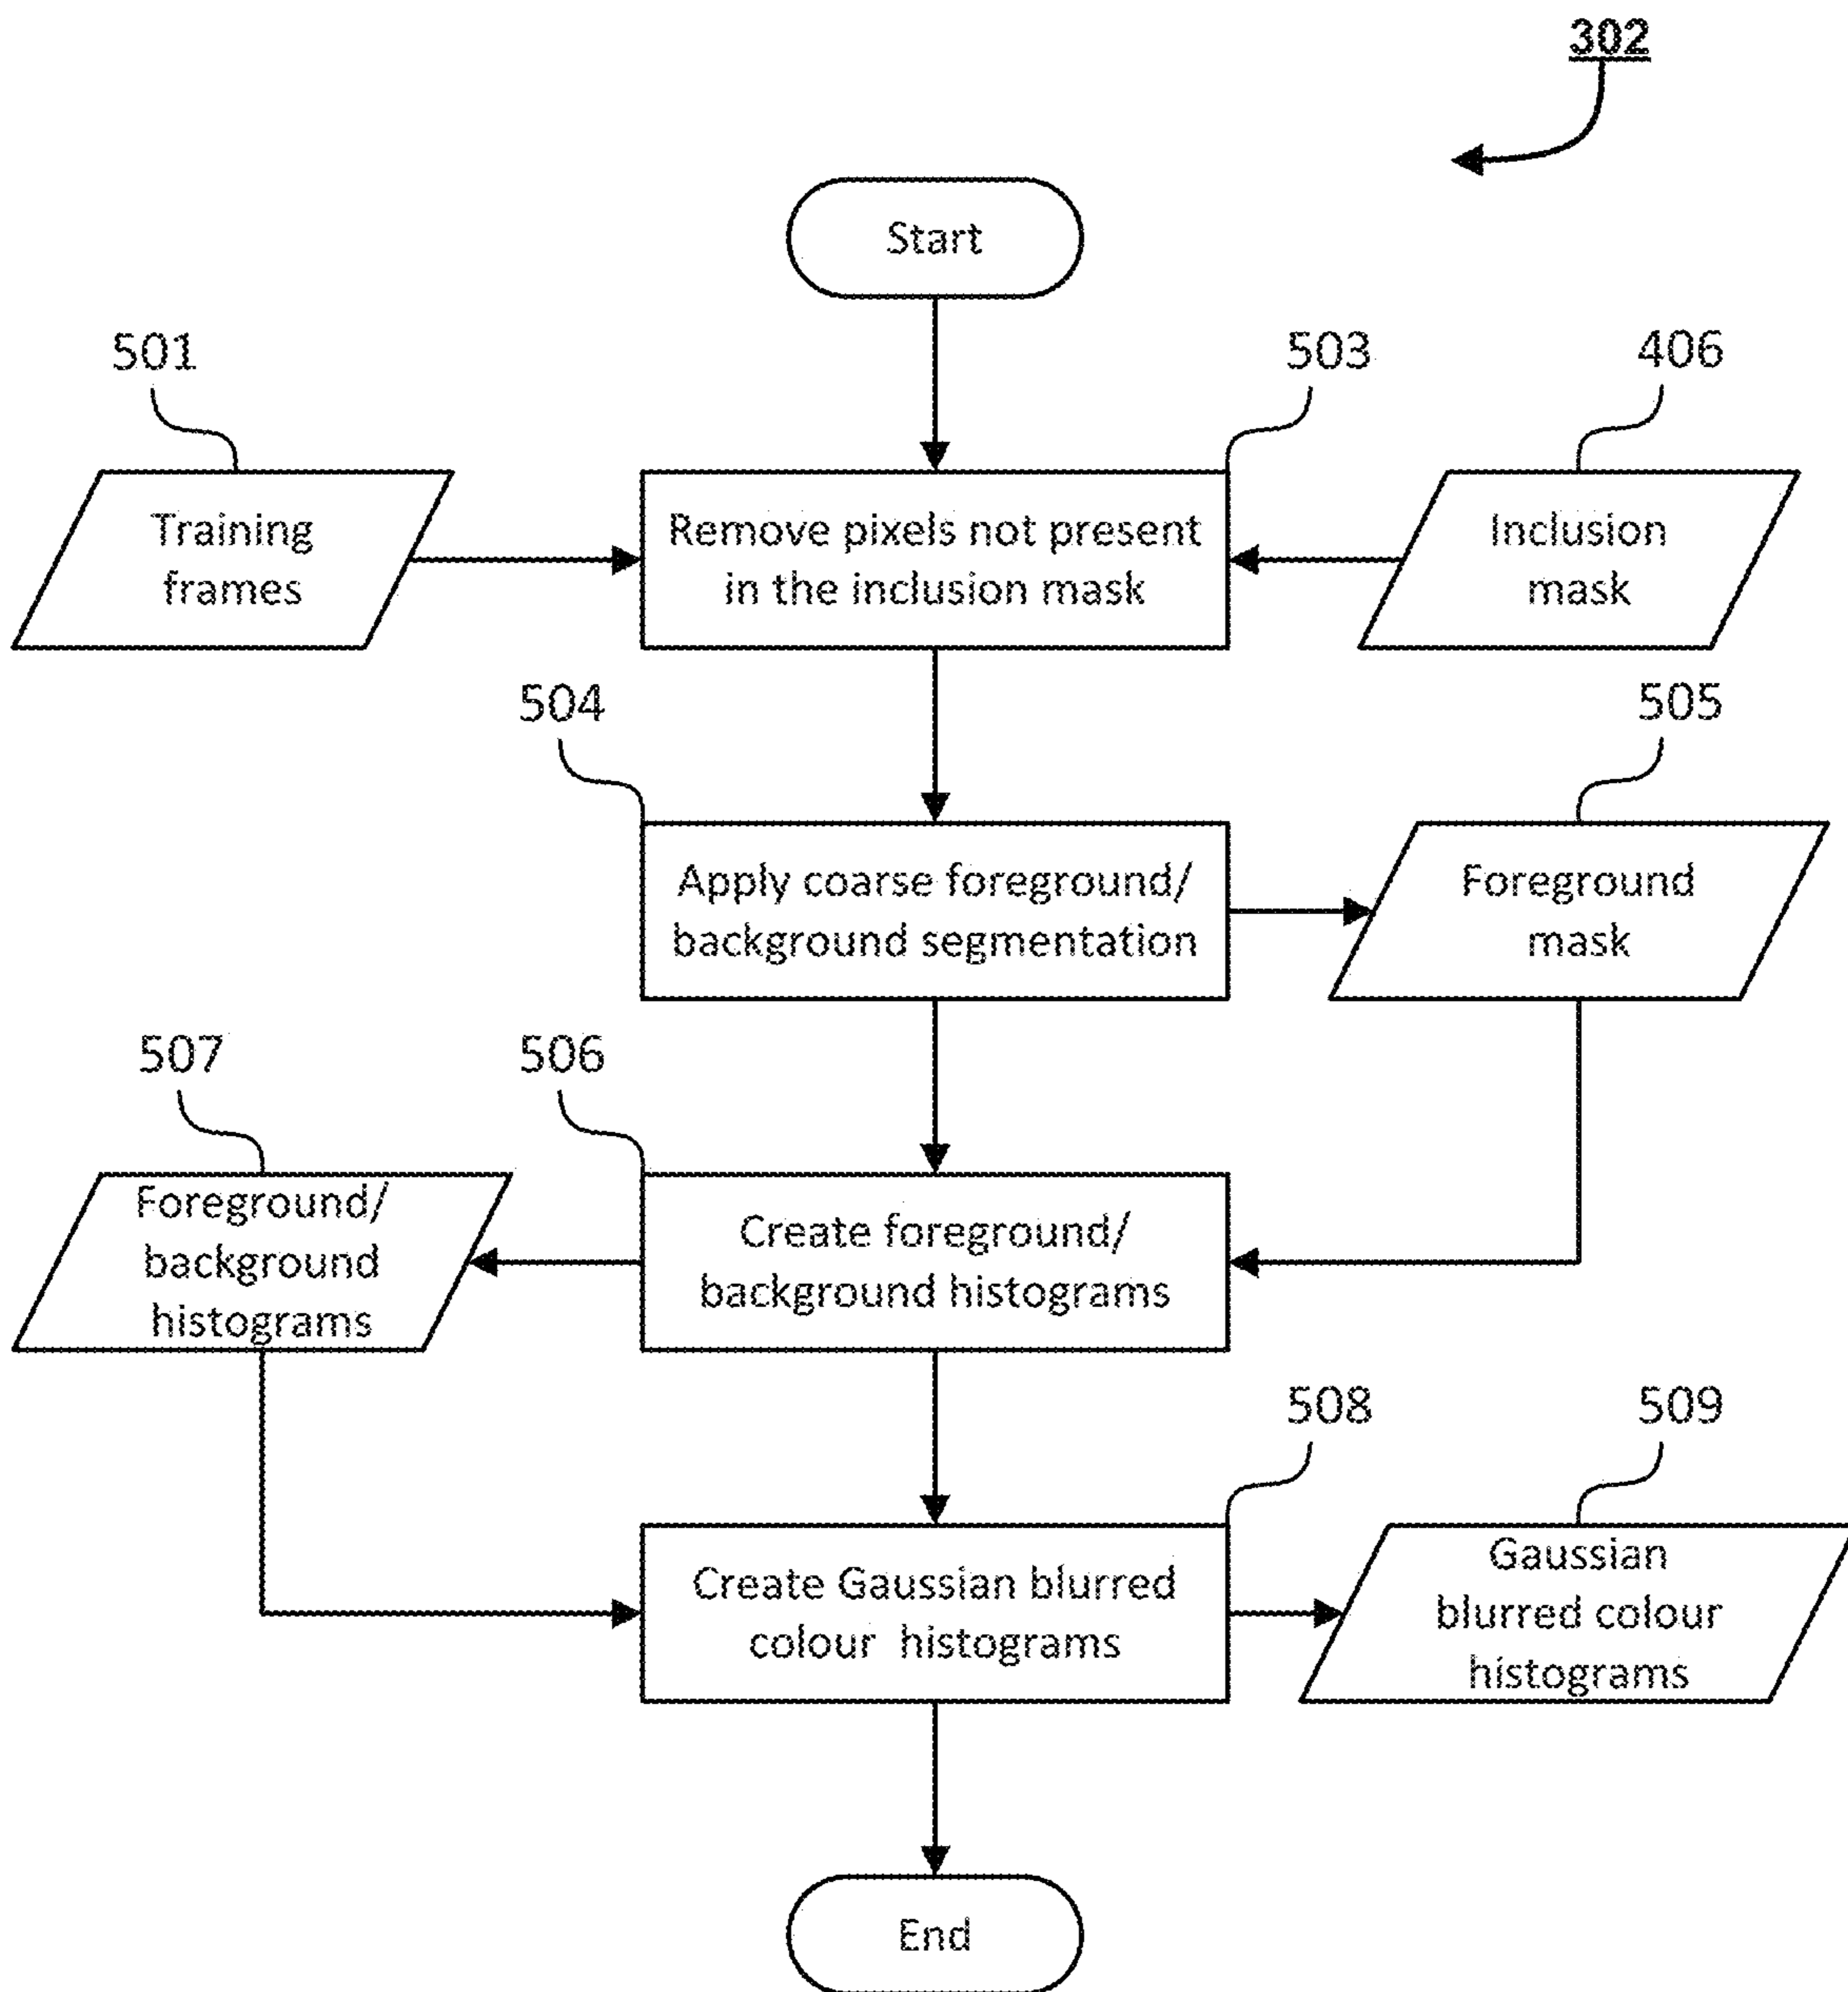 302
Start
501
503
406
Training
frames
Remove pixels not present
in the inclusion mask
Inclusion
mask
504
505
Apply coarse foreground/
background segmentation
Foreground
mask
507
506
Foreground/
background
histograms
Create foreground/
background histograms
508
509
Create Gaussian blurred
colour histograms
Gaussian
blurred colour
histograms
End